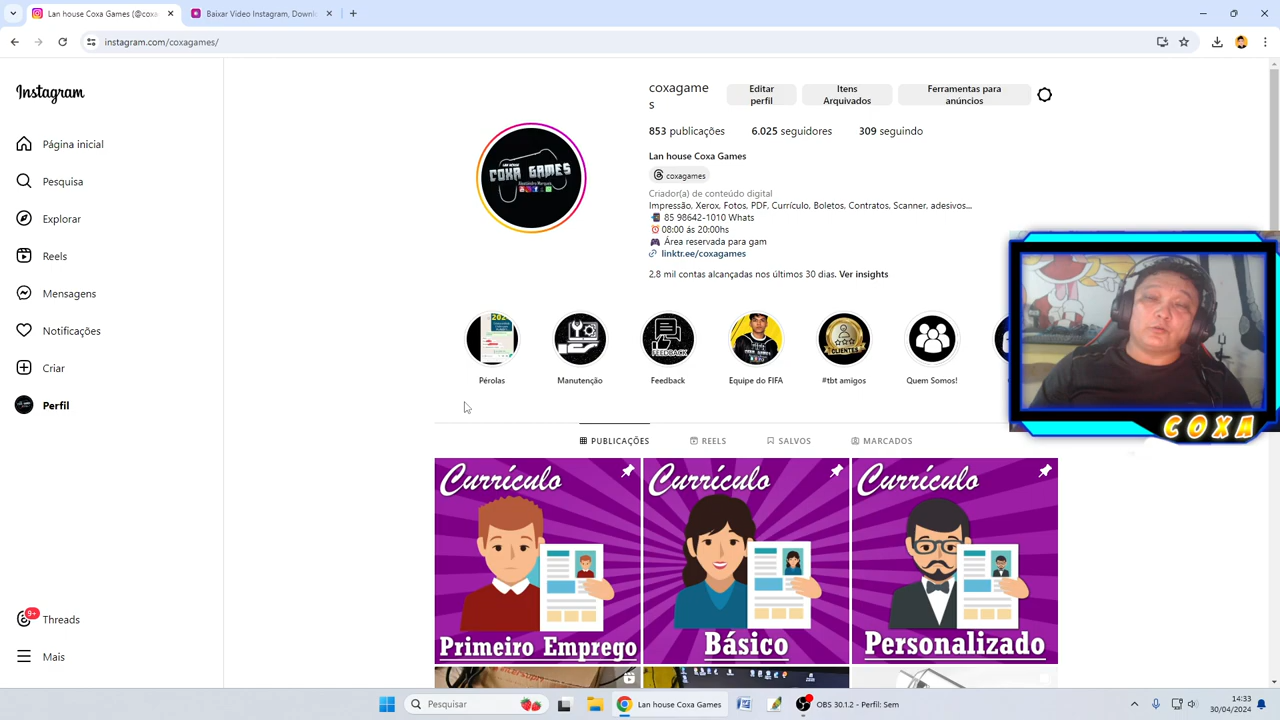 Lan house Coxa Games (@coxa
Baixar Video Instagram, Downl
instagram.com/coxagames/
Instagram
Página inicial
Pesquisa
Explorar
Reels
Mensagens
Notificações
Criar
Perfil
9+
Threads
Mais
coxagame
s
Editar
perfil
Itens
Arquivados
Ferramentas para
anúncios
853 publicações
6.025 seguidores
309 seguindo
Lan house Coxa Games
coxagames
Criador(a) de conteúdo digital
Impressão, Xerox, Fotos, PDF, Currículo, Boletos, Contratos, Scanner, adesivos...
85 98642-1010 Whats
08:00 ás 20:00hs
Área reservada para gam
linktr.ee/coxagames
2.8 mil contas alcançadas nos últimos 30 dias. Ver insights
COXA GAMES
FEEDBACK
Pérolas
Manutenção
Feedback
Equipe do FIFA
#tbt amigos
Quem Somos!
COXA
PUBLICAÇÕES
REELS
SALVOS
MARCADOS
Currículo
Primeiro Emprego
Currículo
Básico
Currículo
Personalizado
Pesquisar
Lan house Coxa Games
OBS 30.1.2 - Perfil: Sem
14:33
30/04/2024